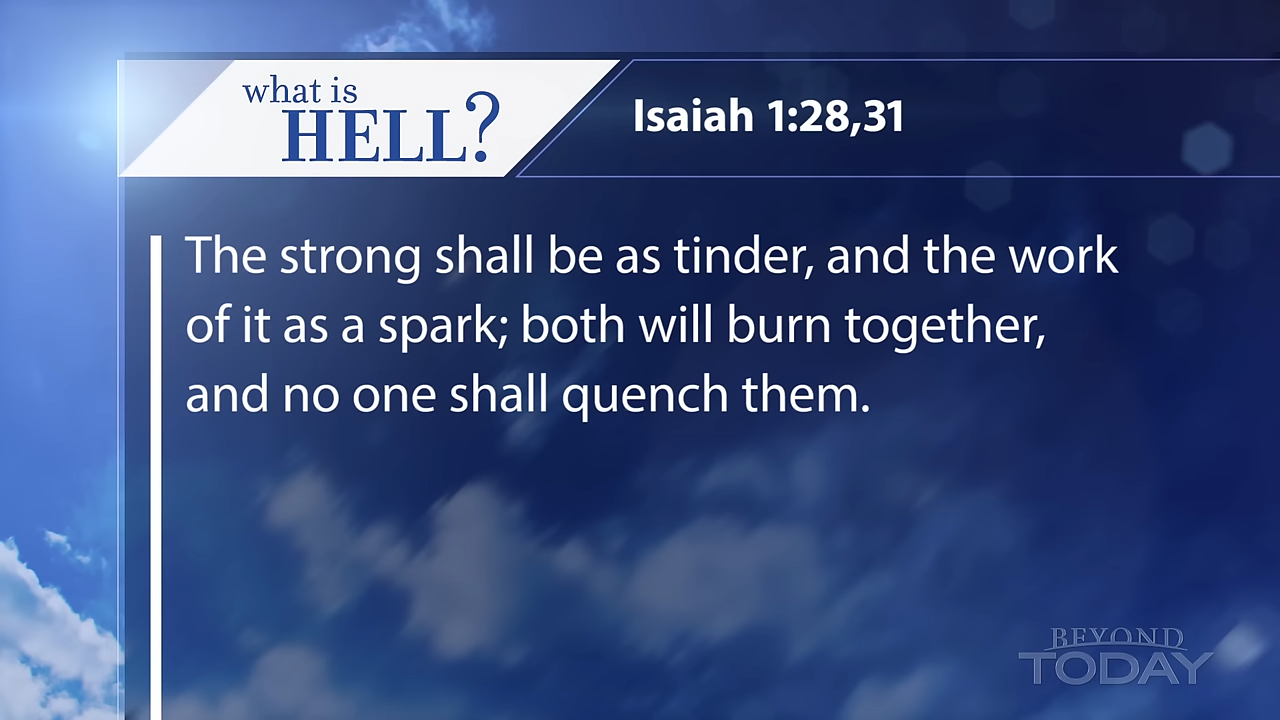 what is
HELL?
Isaiah 1:28,31
The strong shall be as tinder, and the work
of it as a spark; both will burn together,
and no one shall quench them.
BEYOND
TODAY